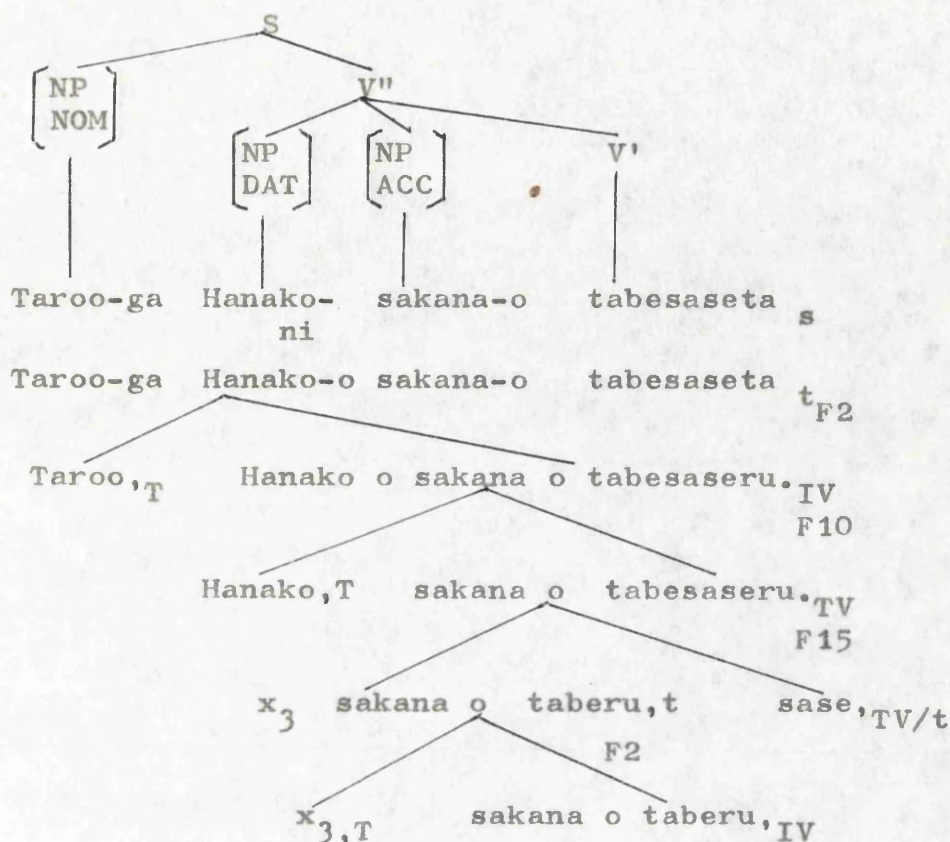 S
NP V"
NOM
NP NP V'
DAT ACC
Taroo-ga Hanako- sakana-o tabesaseta s
ni
Taroo-ga Hanako-o sakana-o tabesaseta t F2
Taroo, T Hanako o sakana o tabesaseru. IV
F10
Hanako, T sakana o tabesaseru. TV
F15
x3 sakana o taberu, t sase, TV/t
F2
x3, T sakana o taberu, IV